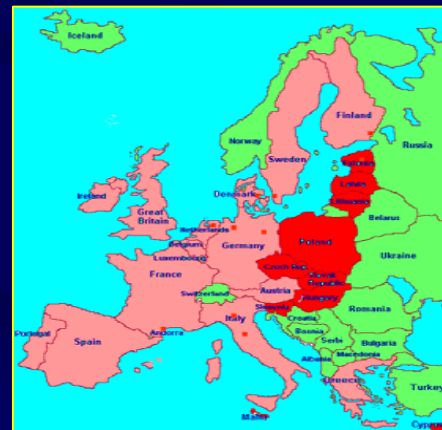 Iceland
Finland
Norway
Sweden
Russia
Estonia
Latvia
Lithuania
Denmark
Ireland
Great
Britain
Netherlands
Belarus
Poland
Belgium
Germany
Luxembourg
Ukraine
Czech Rep.
Slovak
Republic
France
Austria
Hungary
Switzerland
Slovenia
Romania
Croatia
Bosnia
Italy
Serbi
Bulgaria
Andorra
Portugal
Spain
Macedonia
Albania
Greece
Turkey
Malta
Cypr